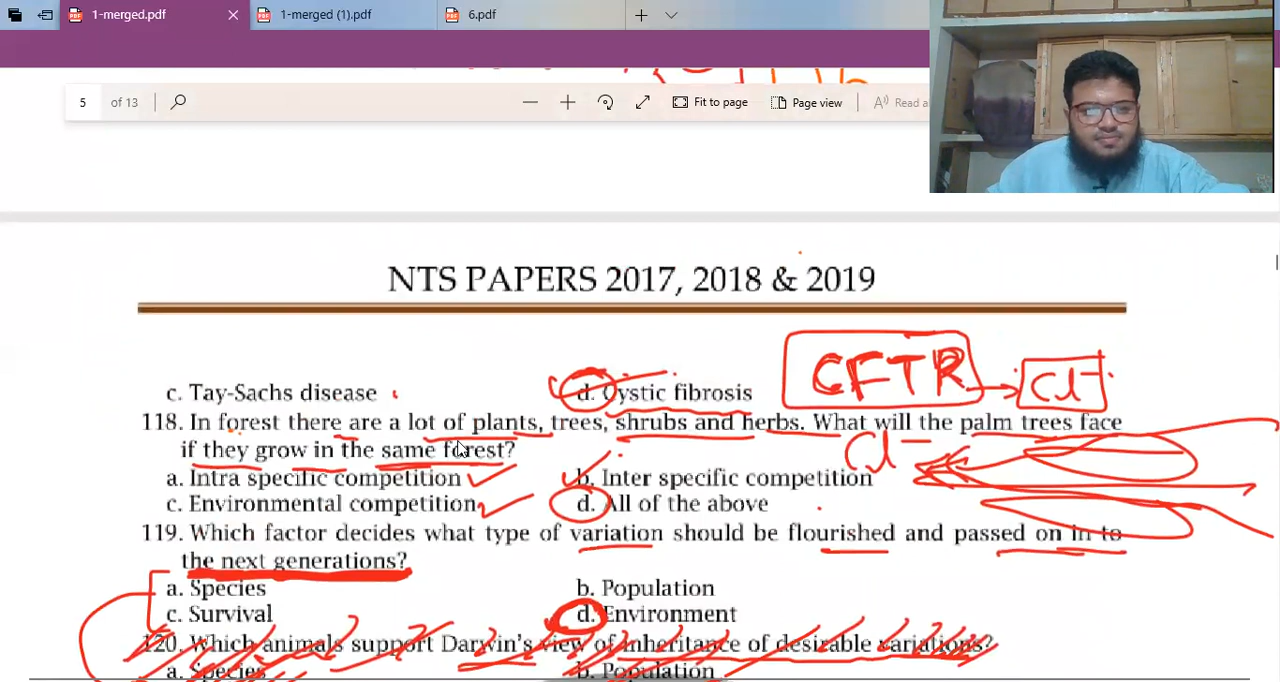 1-merged.pdf
1-merged (1).pdf
6.pdf
5 of 13
Fit to page
Page view
Read a
NTS PAPERS 2017, 2018 & 2019
CFTR
Cl⁻
c. Tay-Sachs disease
d. Cystic fibrosis
118. In forest there are a lot of plants, trees, shrubs and herbs. What will the palm trees face
if they grow in the same forest?
Cl⁻
a. Intra specific competition
b. Inter specific competition
c. Environmental competition
d. All of the above
119. Which factor decides what type of variation should be flourished and passed on in to
the next generations?
a. Species
b. Population
c. Survival
d. Environment
120. Which animals support Darwin's view of inheritance of desirable variations?
a. Species
b. Population